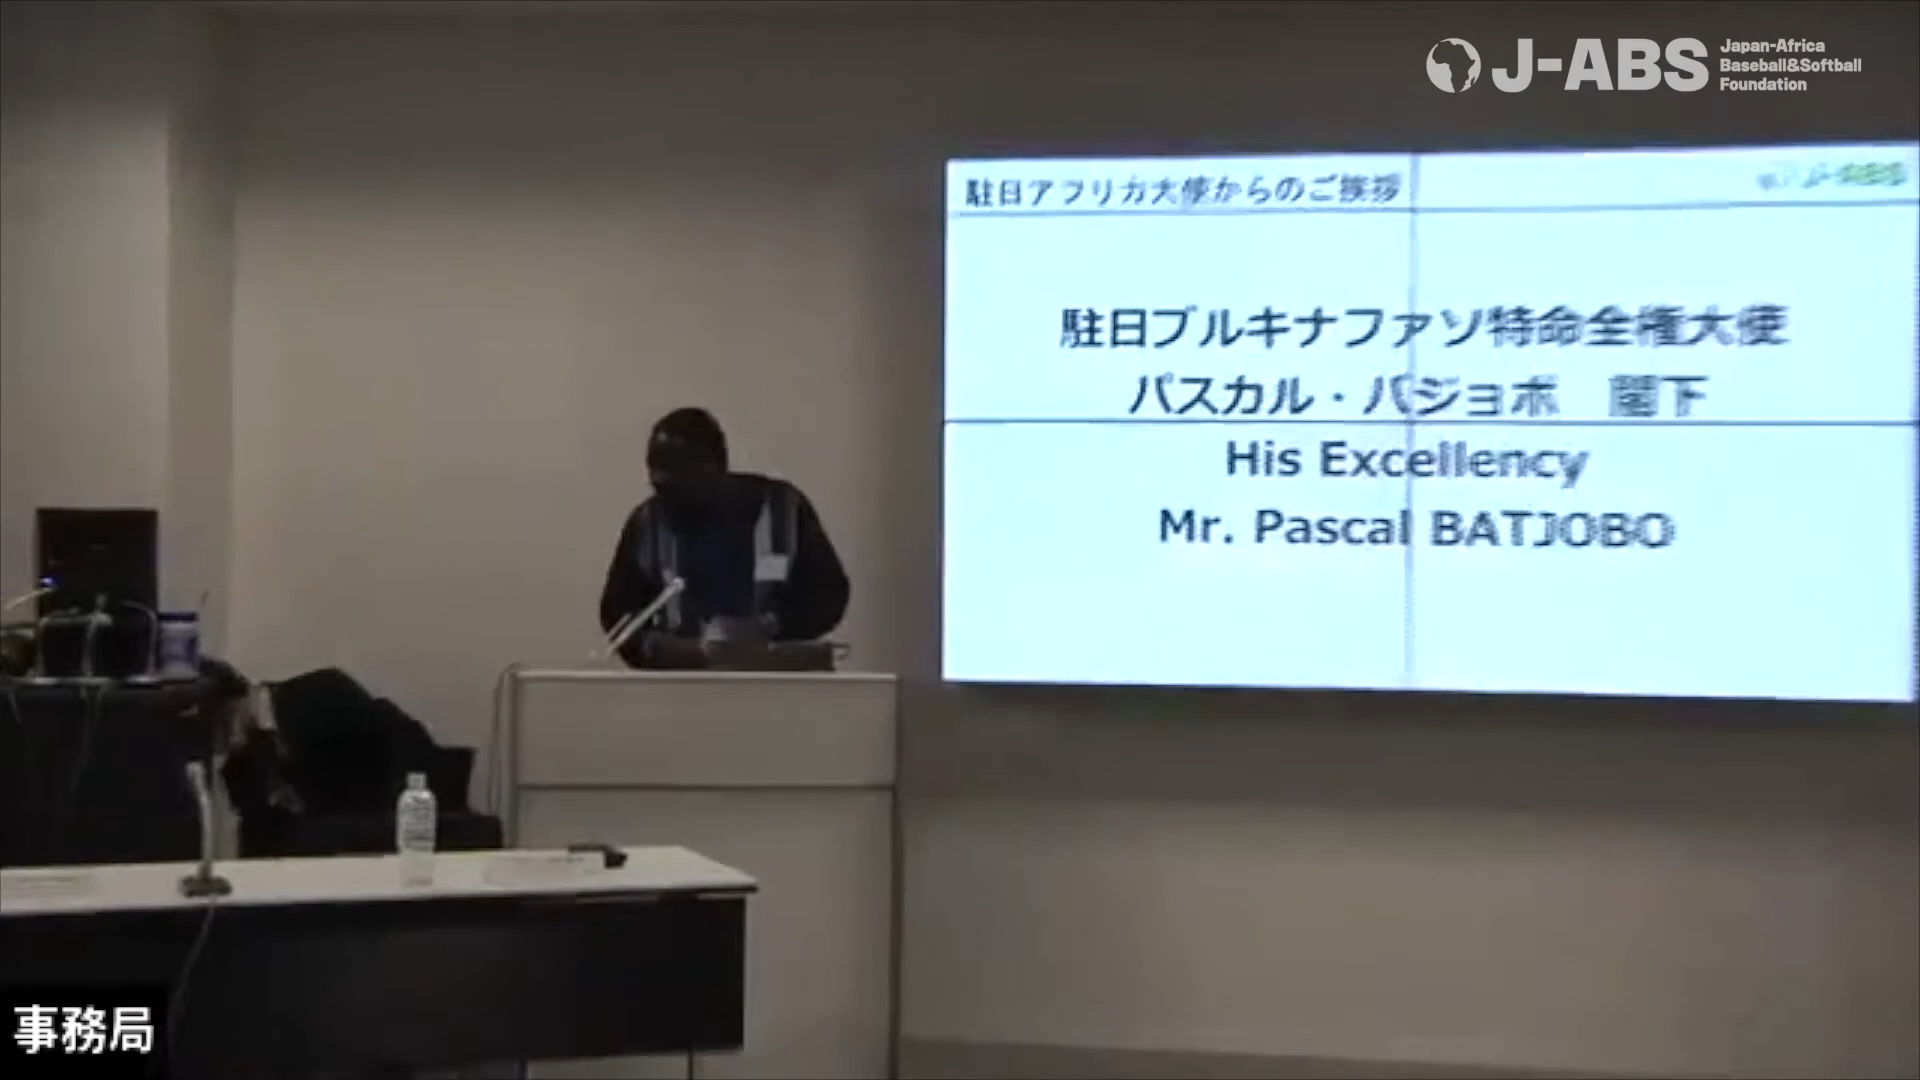 J-ABS
Japan-Africa
Baseball&Softball
Foundation
駐日アフリカ大使からのご挨拶
J-ABS
駐日ブルキナファソ特命全権大使
パスカル・バジョボ 閣下
His Excellency
Mr. Pascal BATJOBO
事務局